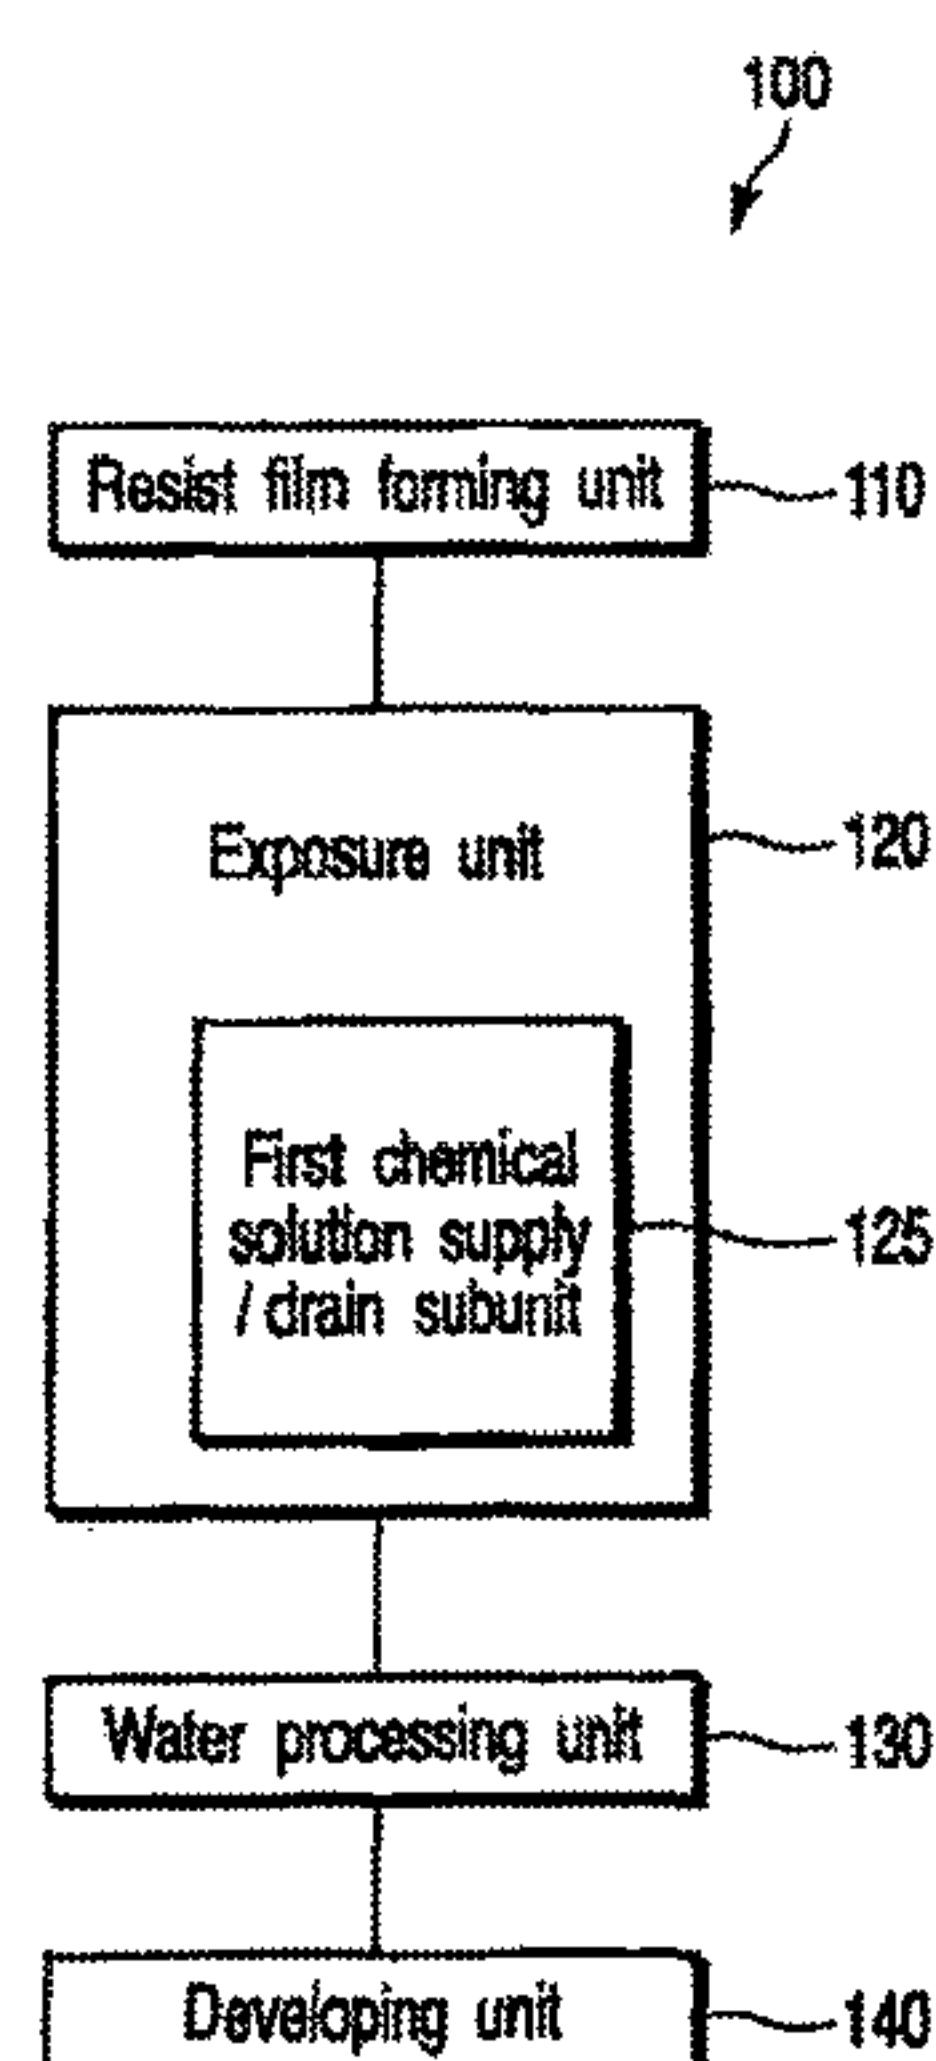 100
Resist film forming unit
110
Exposure unit
120
First chemical
solution supply
/ drain subunit
125
Water processing unit
130
Developing unit
140